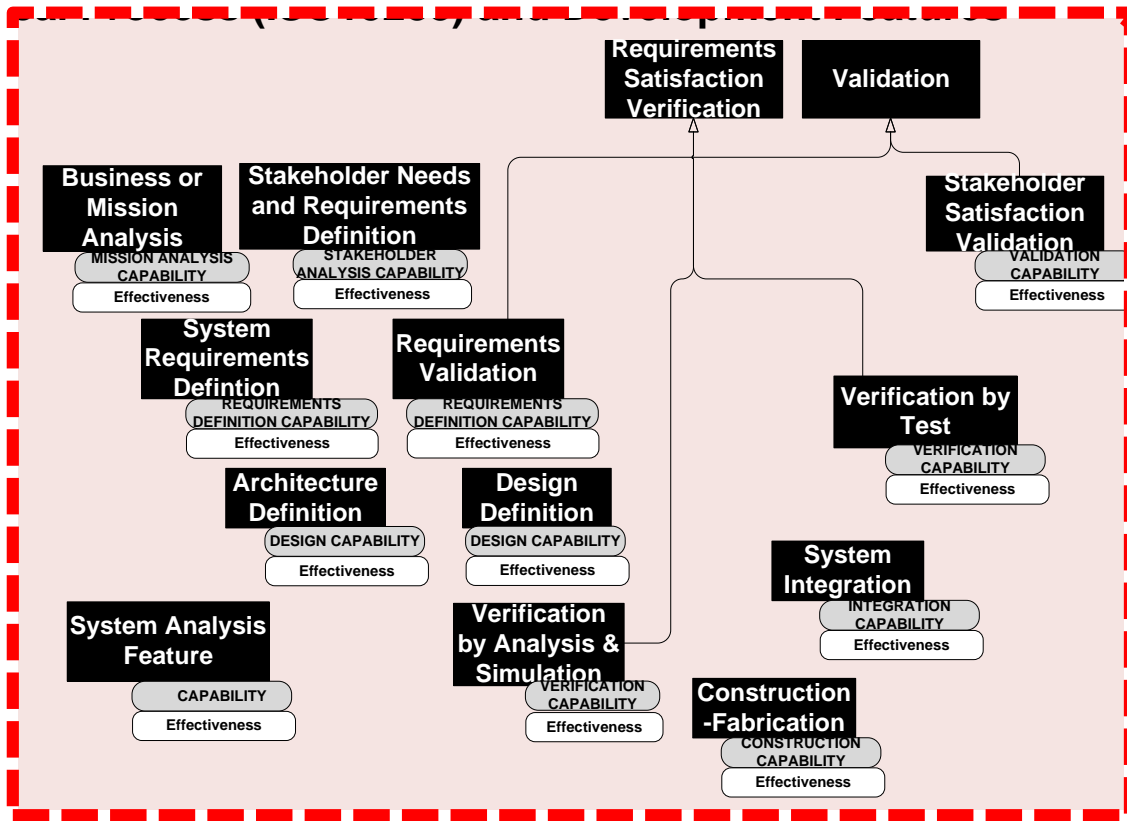 (ISO15288) and Development Features
Requirements
Satisfaction
Verification
Validation
Business or
Mission
Analysis
MISSION ANALYSIS
CAPABILITY
Effectiveness
Stakeholder Needs
and Requirements
Definition
STAKEHOLDER
ANALYSIS CAPABILITY
Effectiveness
Stakeholder
Satisfaction
Validation
VALIDATION
CAPABILITY
Effectiveness
System
Requirements
Defintion
REQUIREMENTS
DEFINITION CAPABILITY
Effectiveness
Requirements
Validation
REQUIREMENTS
DEFINITION CAPABILITY
Effectiveness
Verification by
Test
VERIFICATION
CAPABILITY
Effectiveness
Architecture
Definition
DESIGN CAPABILITY
Effectiveness
Design
Definition
DESIGN CAPABILITY
Effectiveness
System
Integration
INTEGRATION
CAPABILITY
Effectiveness
System Analysis
Feature
CAPABILITY
Effectiveness
Verification
by Analysis &
Simulation
VERIFICATION
CAPABILITY
Effectiveness
Construction
-Fabrication
CONSTRUCTION
CAPABILITY
Effectiveness